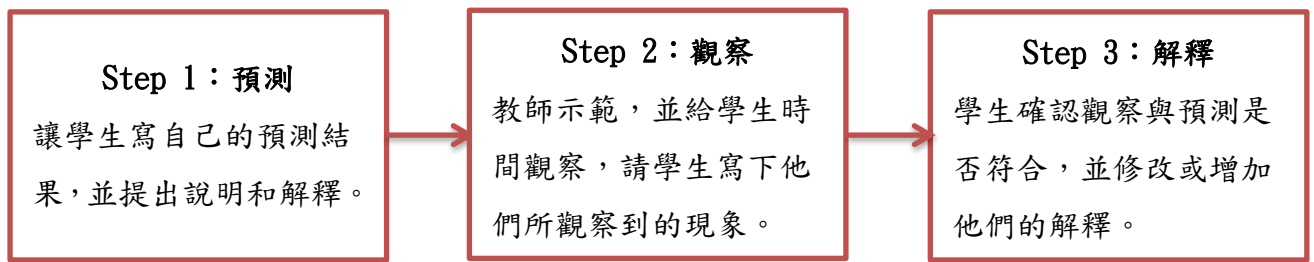 Step 1：預測
讓學生寫自己的預測結
果，並提出說明和解釋。
Step 2：觀察
教師示範，並給學生時
間觀察，請學生寫下他
們所觀察到的現象。
Step 3：解釋
學生確認觀察與預測是
否符合，並修改或增加
他們的解釋。